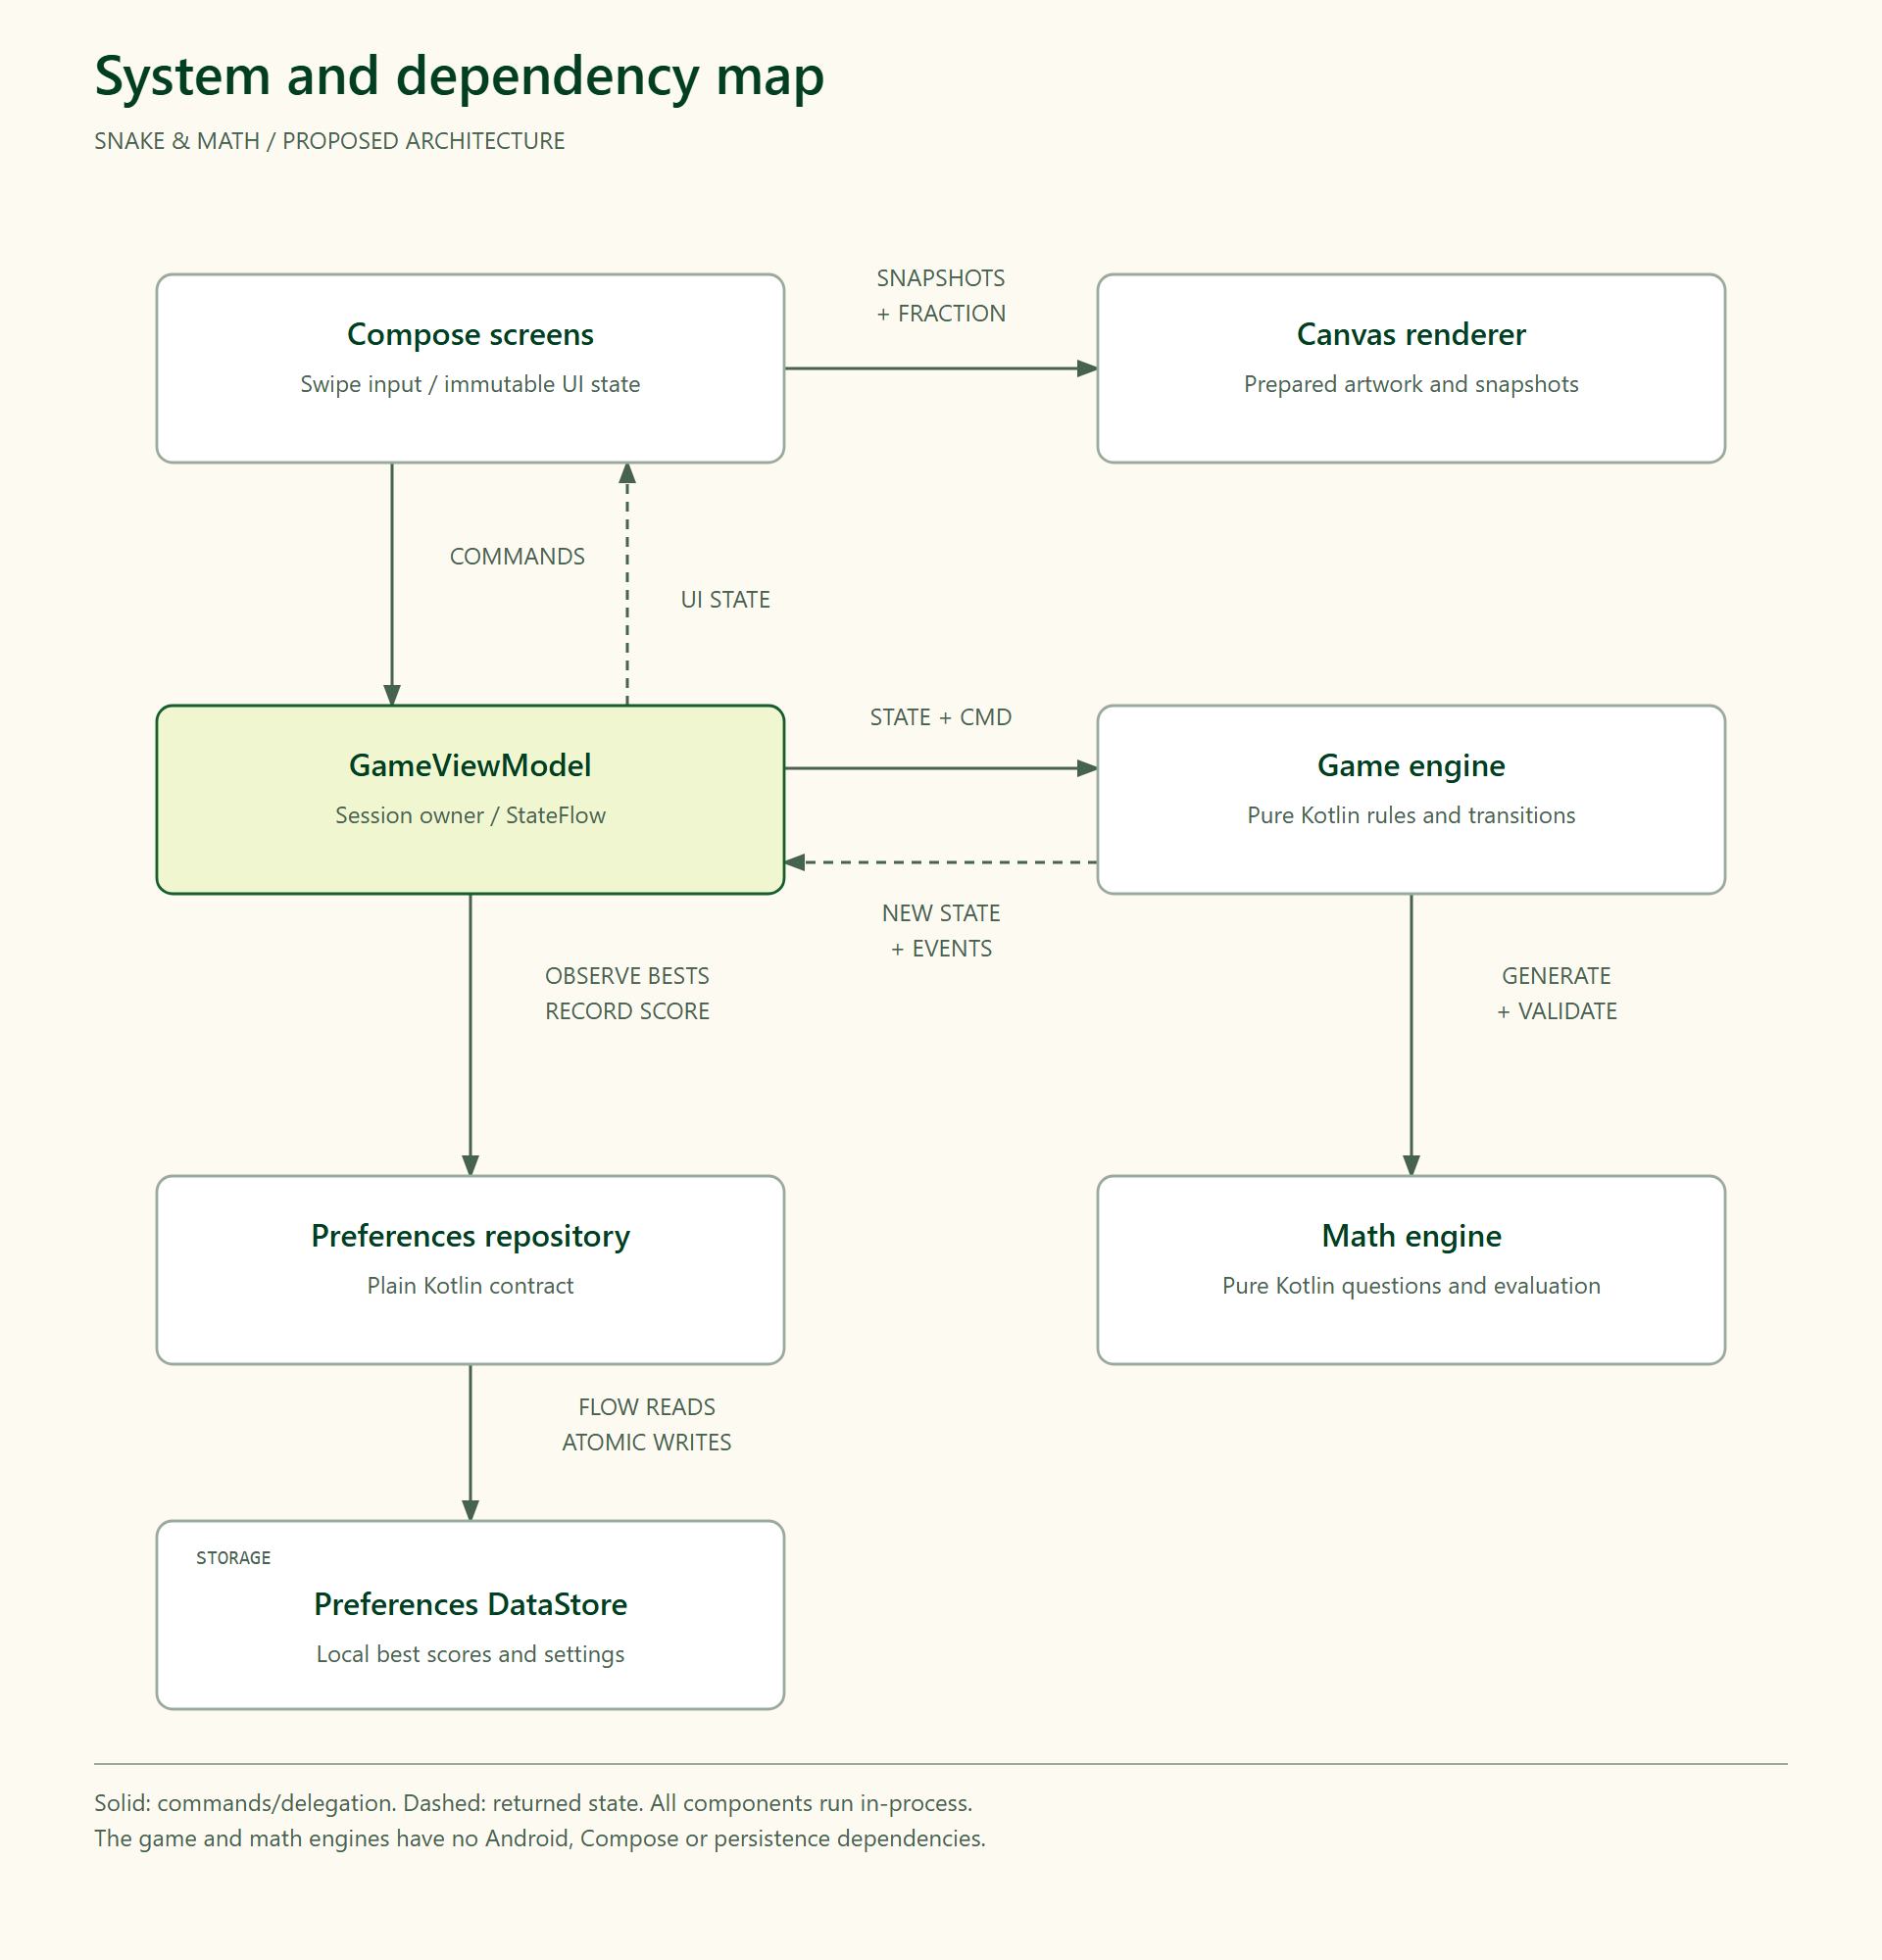 System and dependency map
SNAKE & MATH / PROPOSED ARCHITECTURE
Compose screens
Swipe input / immutable UI state
SNAPSHOTS
+ FRACTION
Canvas renderer
Prepared artwork and snapshots
COMMANDS
UI STATE
GameViewModel
Session owner / StateFlow
STATE + CMD
Game engine
Pure Kotlin rules and transitions
NEW STATE
+ EVENTS
OBSERVE BESTS
RECORD SCORE
GENERATE
+ VALIDATE
Preferences repository
Plain Kotlin contract
Math engine
Pure Kotlin questions and evaluation
FLOW READS
ATOMIC WRITES
STORAGE
Preferences DataStore
Local best scores and settings
Solid: commands/delegation. Dashed: returned state. All components run in-process.
The game and math engines have no Android, Compose or persistence dependencies.